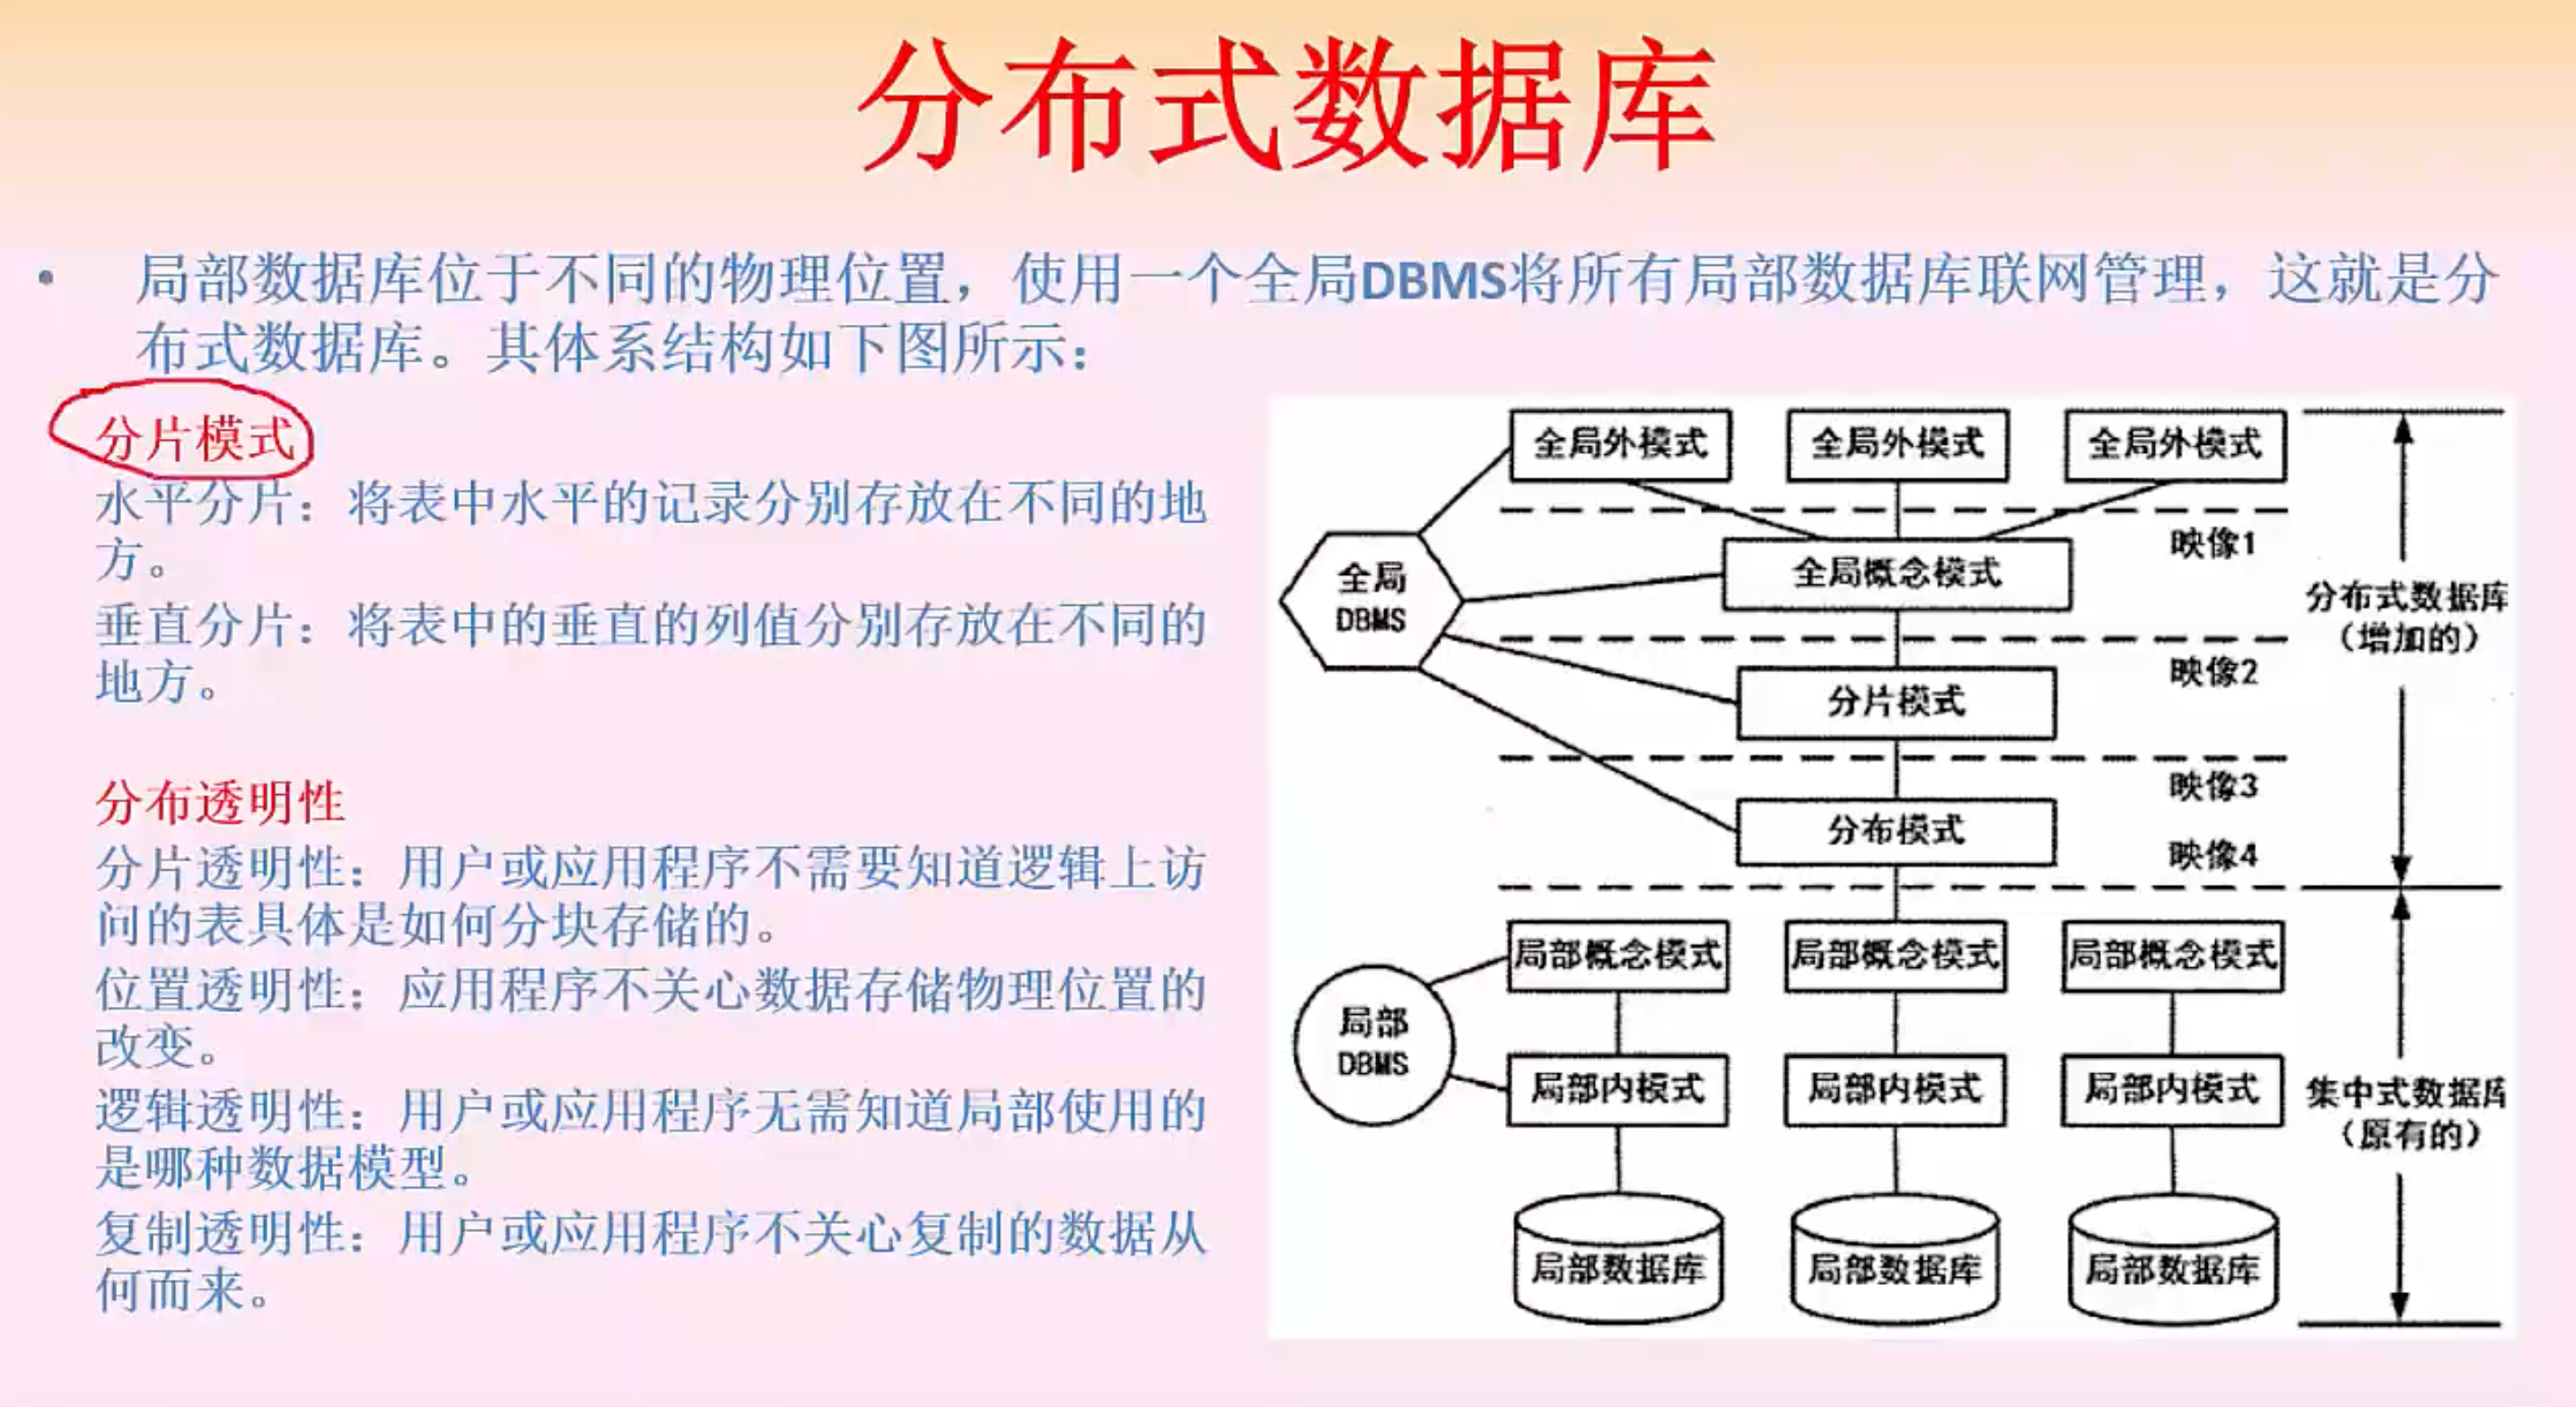 分布式数据库
• 局部数据库位于不同的物理位置，使用一个全局DBMS将所有局部数据库联网管理，这就是分
布式数据库。其体系结构如下图所示：
分片模式
水平分片：将表中水平的记录分别存放在不同的地
方。
垂直分片：将表中的垂直的列值分别存放在不同的
地方。
分布透明性
分片透明性：用户或应用程序不需要知道逻辑上访
问的表具体是如何分块存储的。
位置透明性：应用程序不关心数据存储物理位置的
改变。
逻辑透明性：用户或应用程序无需知道局部使用的
是哪种数据模型。
复制透明性：用户或应用程序不关心复制的数据从
何而来。
全局外模式 全局外模式 全局外模式
映像1
全局
DBMS
全局概念模式
分布式数据库
（增加的）
映像2
分片模式
映像3
分布模式
映像4
局部概念模式 局部概念模式 局部概念模式
局部
DBMS
局部内模式 局部内模式 局部内模式
集中式数据库
（原有的）
局部数据库 局部数据库 局部数据库